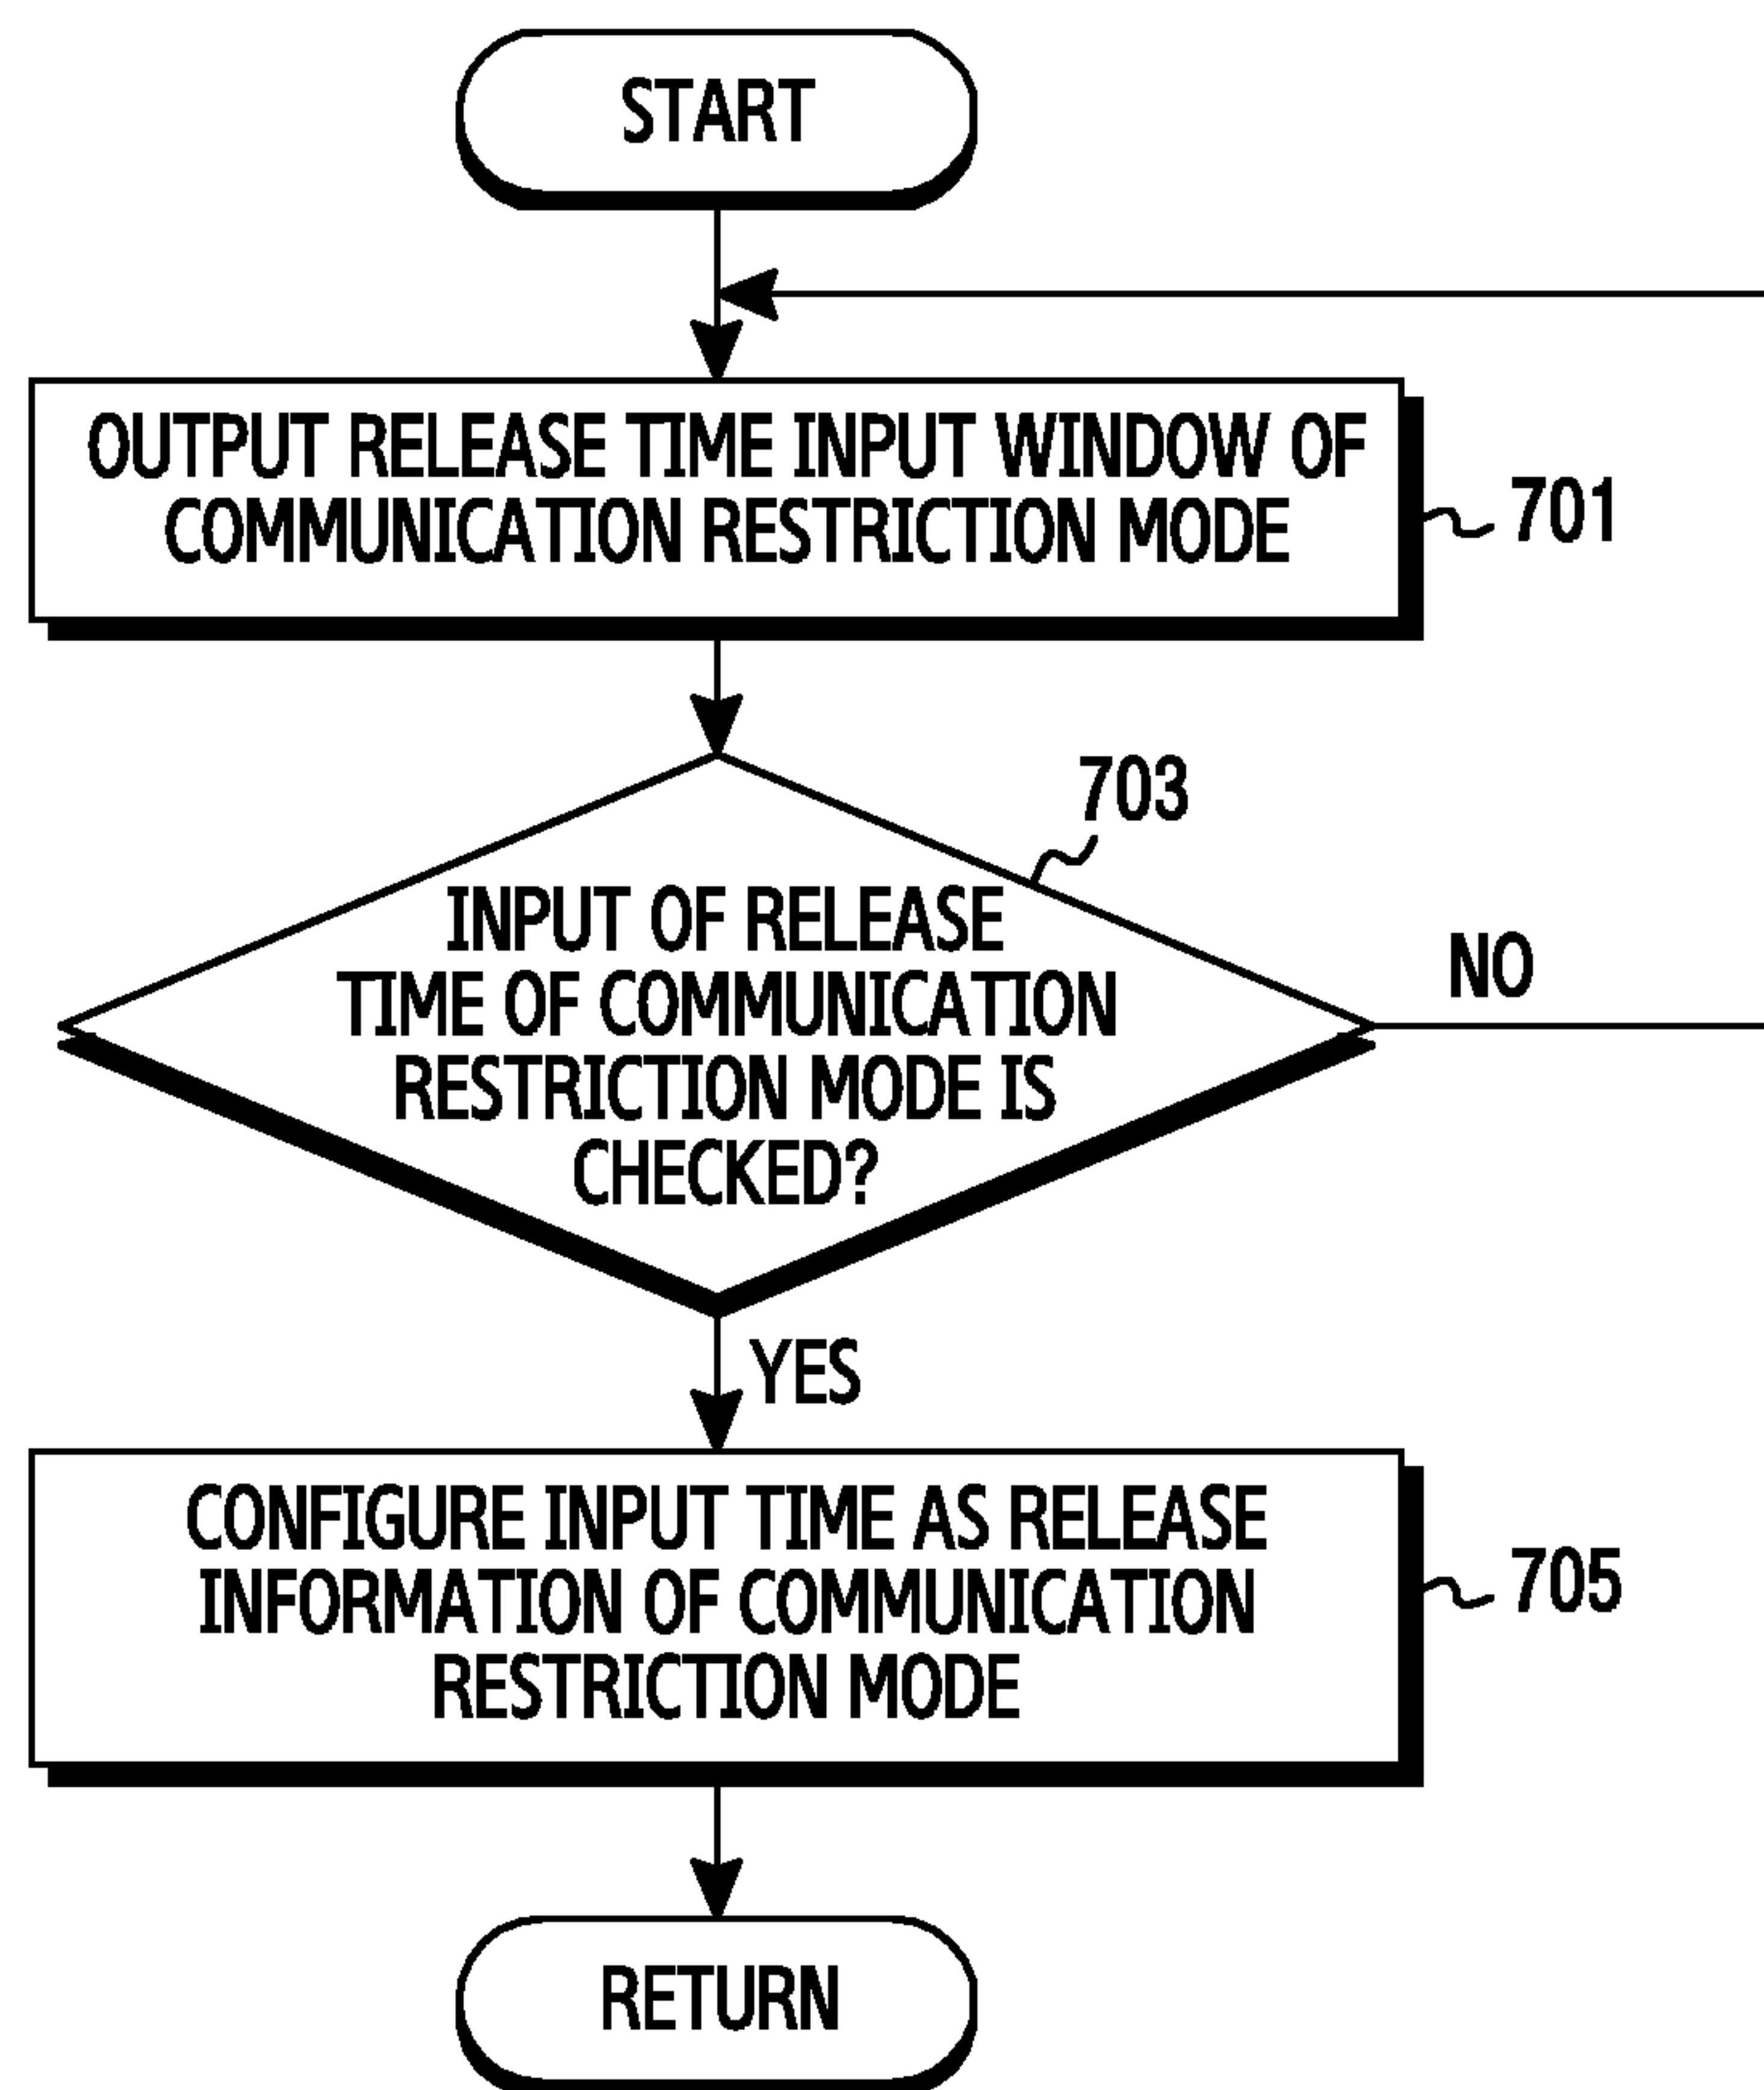 START
OUTPUT RELEASE TIME INPUT WINDOW OF
COMMUNICATION RESTRICTION MODE
701
703
INPUT OF RELEASE
TIME OF COMMUNICATION
RESTRICTION MODE IS
CHECKED?
NO
YES
CONFIGURE INPUT TIME AS RELEASE
INFORMATION OF COMMUNICATION
RESTRICTION MODE
705
RETURN